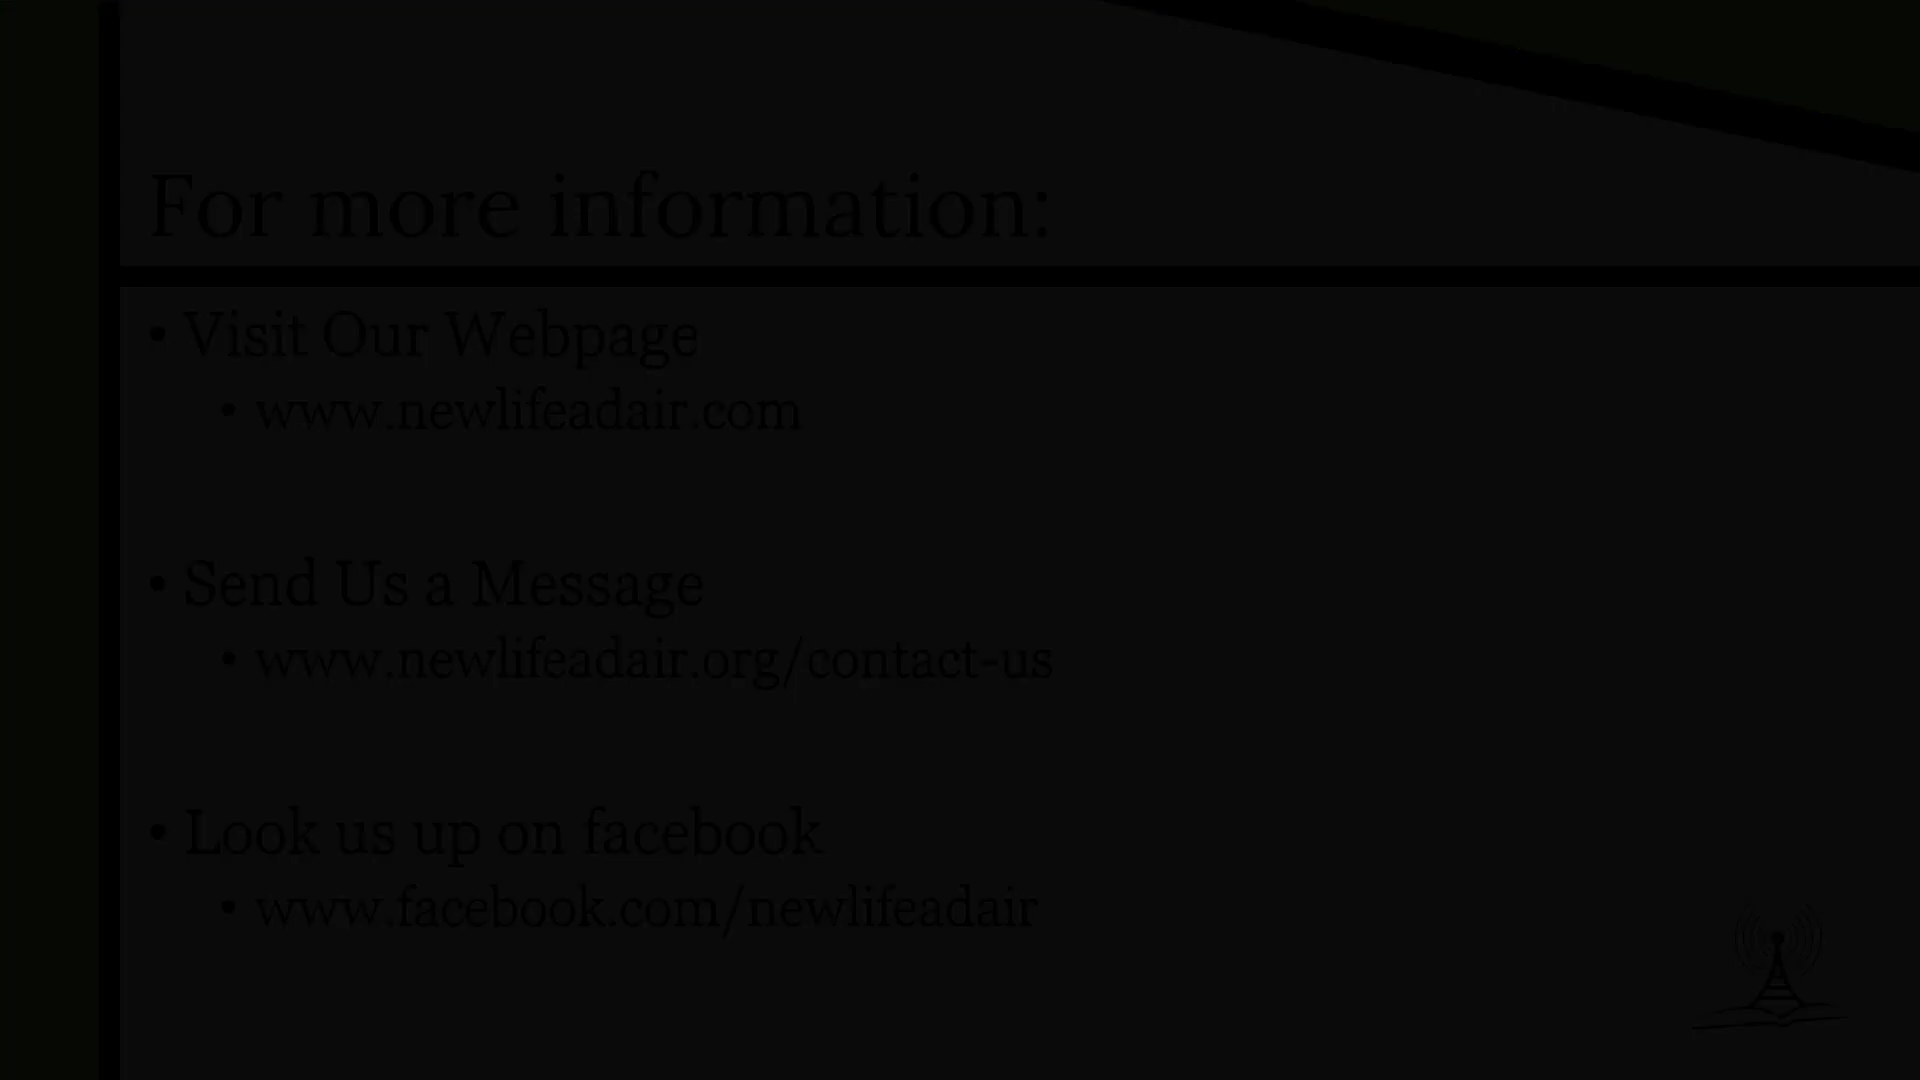 For more information:
• Visit Our Webpage
• www.newlifeadair.com
• Send Us a Message
• www.newlifeadair.org/contact-us
• Look us up on facebook
• www.facebook.com/newlifeadair